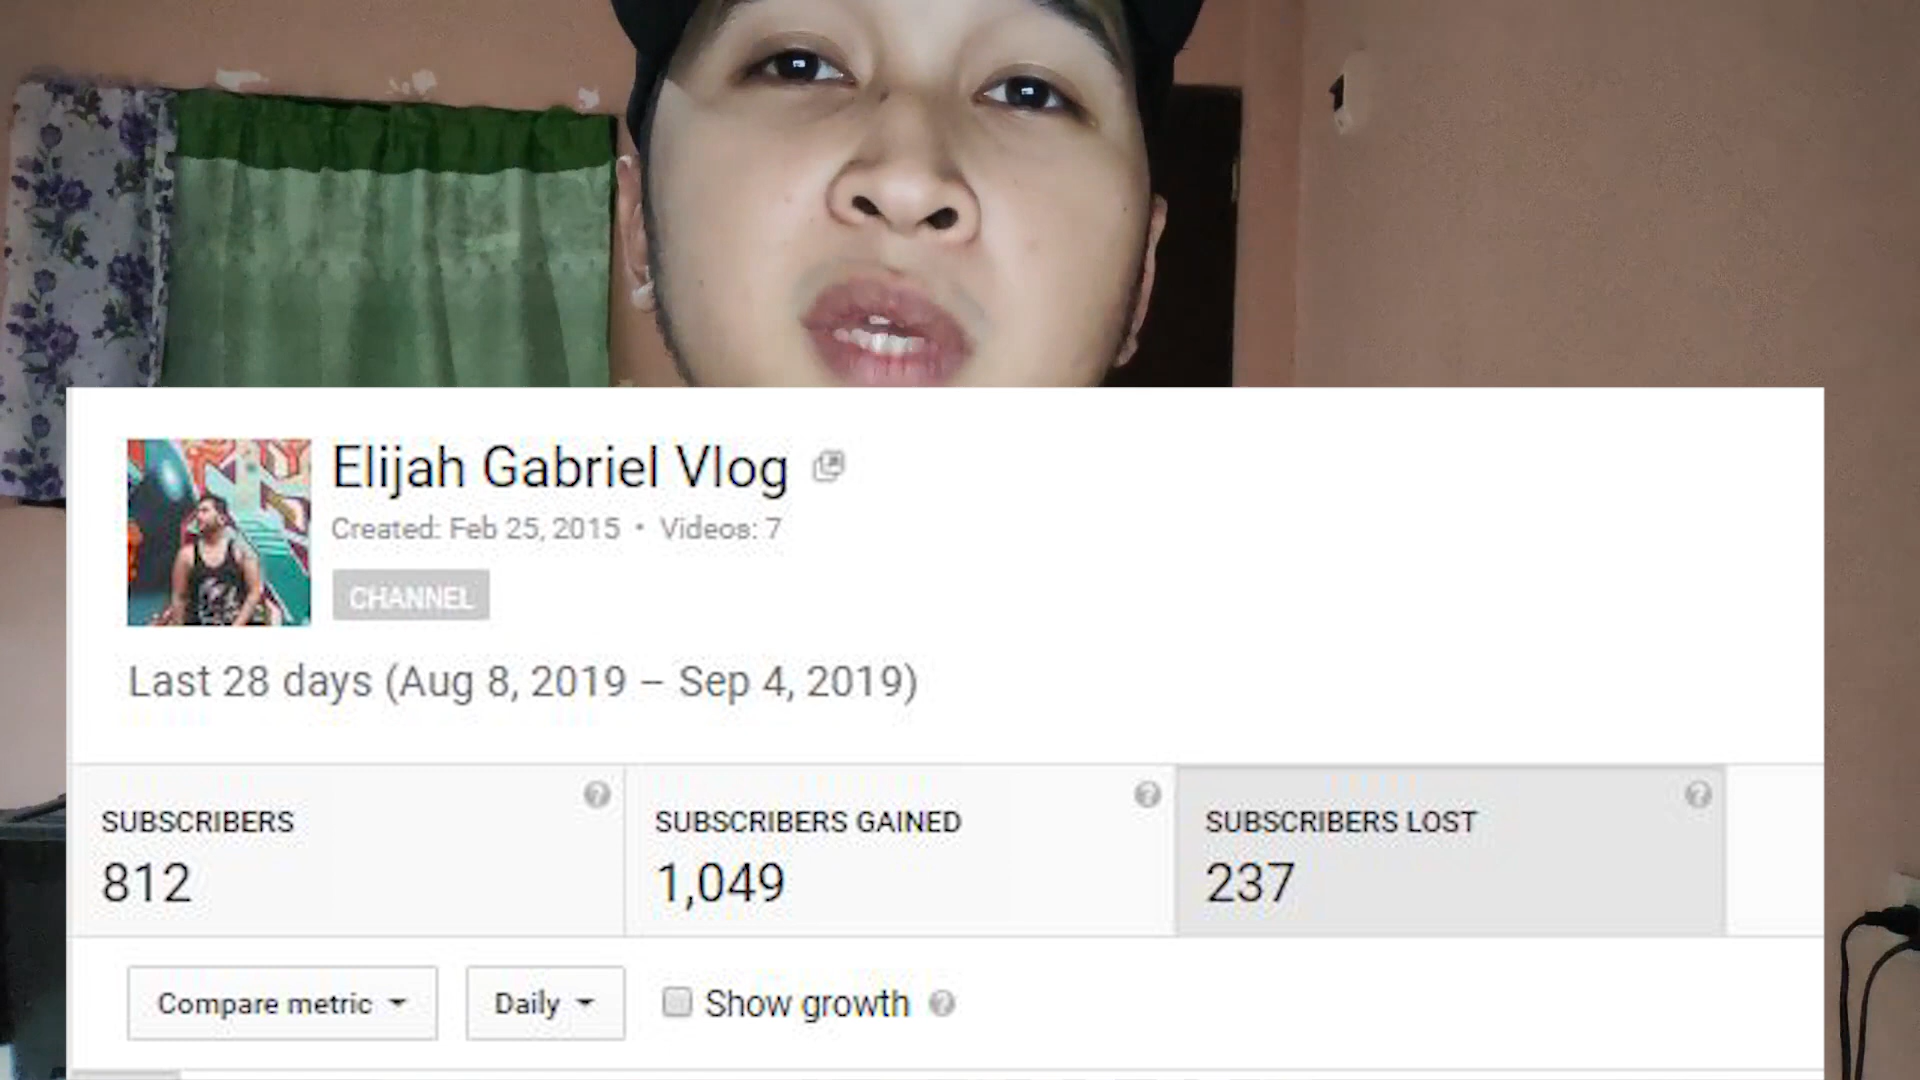 Elijah Gabriel Vlog
Created: Feb 25, 2015 • Videos: 7
CHANNEL
Last 28 days (Aug 8, 2019 – Sep 4, 2019)
SUBSCRIBERS
812
SUBSCRIBERS GAINED
1,049
SUBSCRIBERS LOST
237
Compare metric
Daily
Show growth